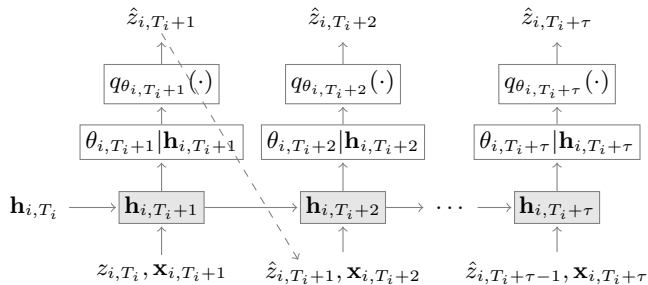 ẑ_{i,T_i+1} ẑ_{i,T_i+2} ẑ_{i,T_i+τ}
q_{θ_{i,T_i+1}}(·) q_{θ_{i,T_i+2}}(·) q_{θ_{i,T_i+τ}}(·)
θ_{i,T_i+1}|𝐡_{i,T_i+1} θ_{i,T_i+2}|𝐡_{i,T_i+2} θ_{i,T_i+τ}|𝐡_{i,T_i+τ}
𝐡_{i,T_i} 𝐡_{i,T_i+1} 𝐡_{i,T_i+2} ⋯ 𝐡_{i,T_i+τ}
z_{i,T_i}, 𝐱_{i,T_i+1} ẑ_{i,T_i+1}, 𝐱_{i,T_i+2} ẑ_{i,T_i+τ−1}, 𝐱_{i,T_i+τ}